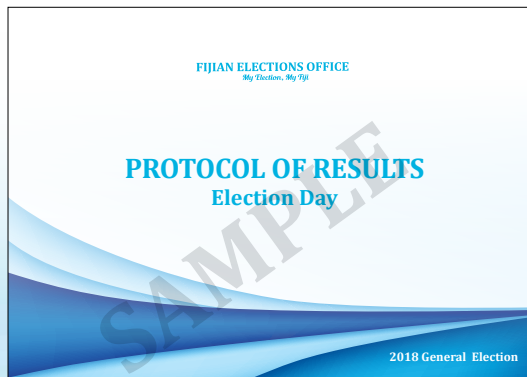 FIJIAN ELECTIONS OFFICE
My Election, My Fiji
PROTOCOL OF RESULTS
Election Day
SAMPLE
2018 General Election